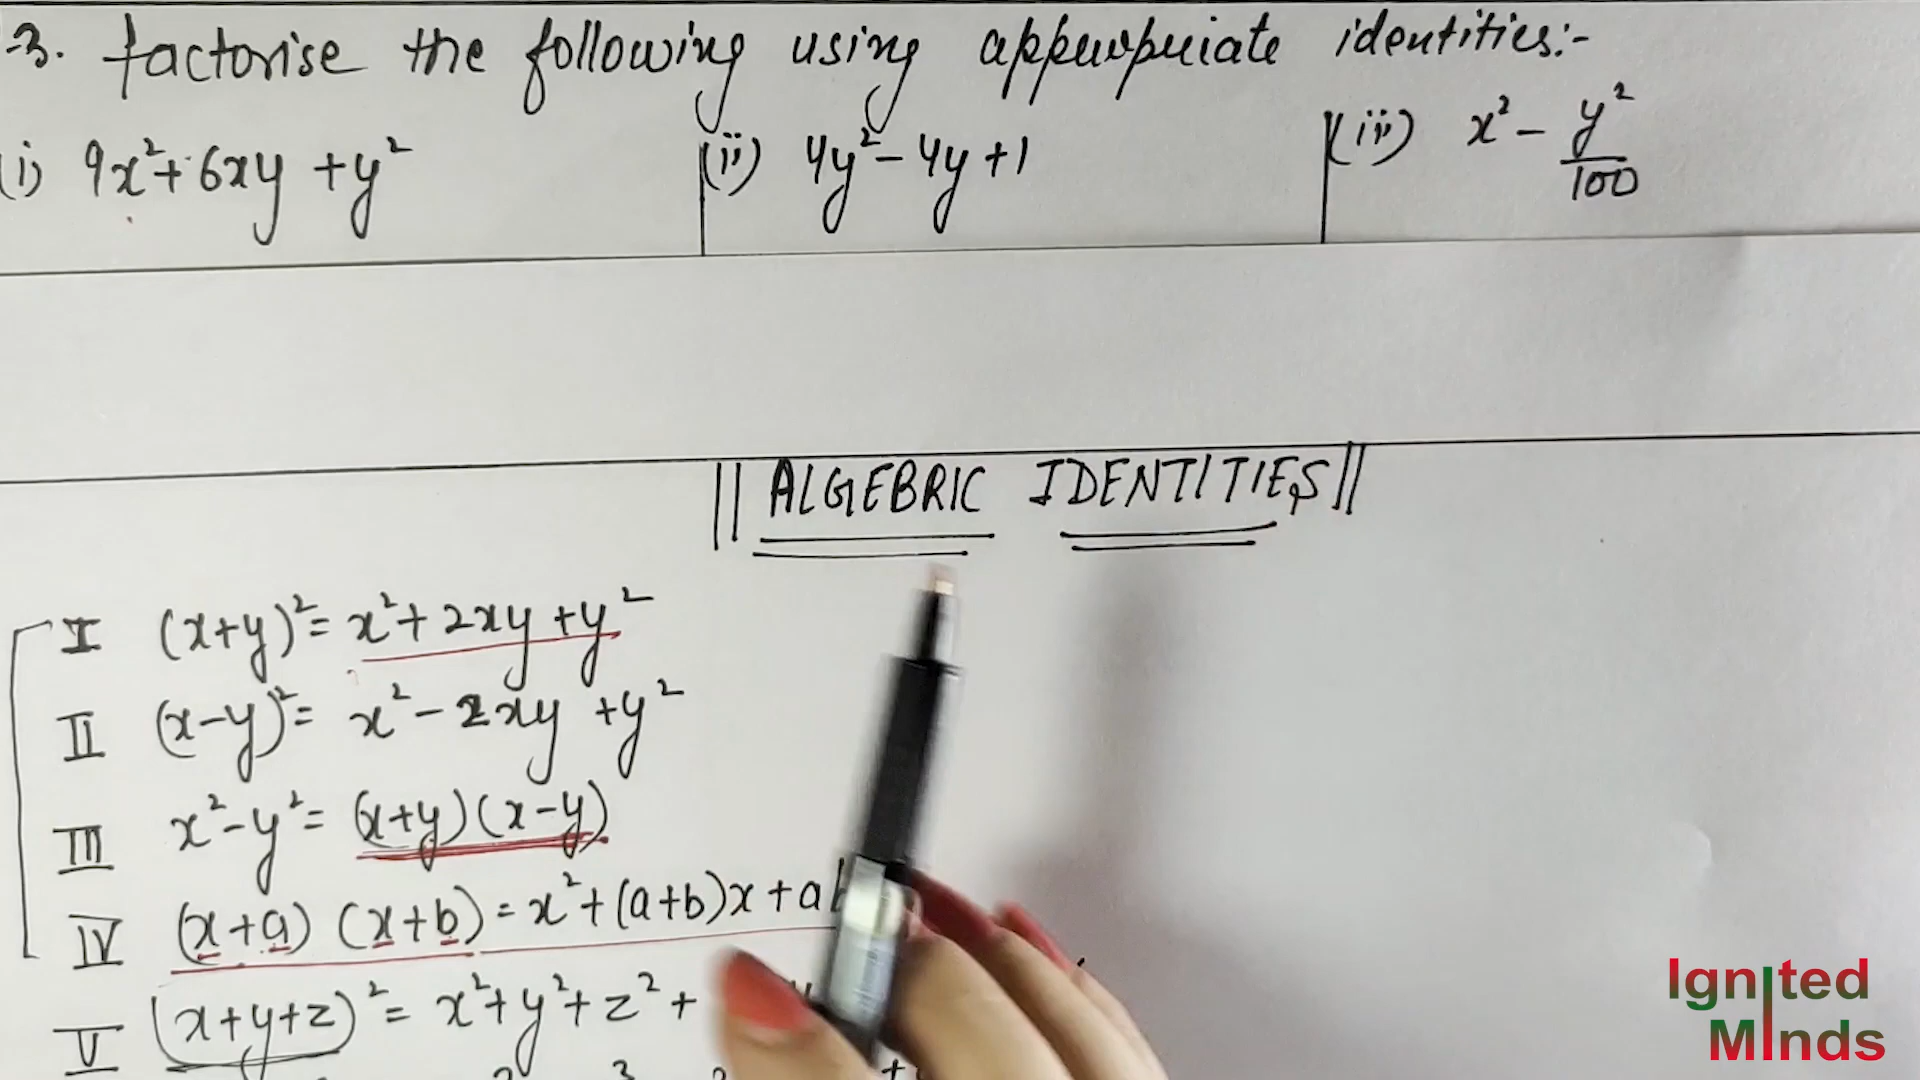 3. factorise the following using appropriate identities:-
(i) 9x²+6xy+y² (ii) 4y²-4y+1 (iii) x²-y²/100
|| ALGEBRIC IDENTITIES ||
I (x+y)²= x²+2xy+y²
II (x-y)²= x²-2xy+y²
III x²-y²= (x+y)(x-y)
IV (x+a) (x+b)=x²+(a+b)x+ab
V (x+y+z)²= x²+y²+z²+
Ignited
Minds